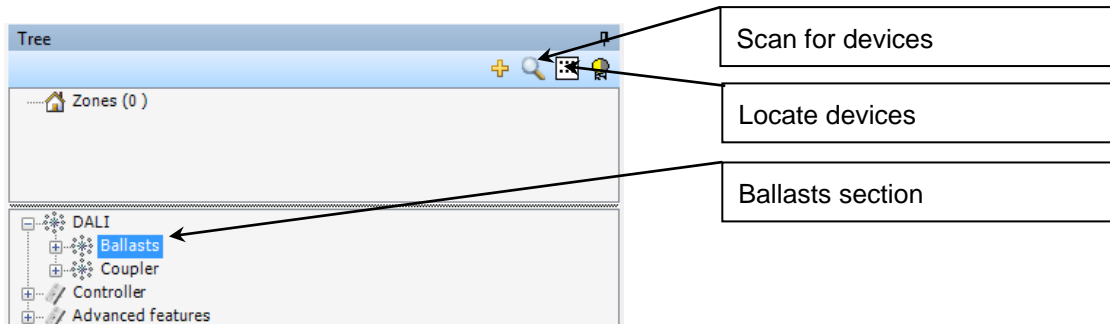 Tree
Zones (0 )
DALI
Ballasts
Coupler
Controller
Advanced features
Scan for devices
Locate devices
Ballasts section